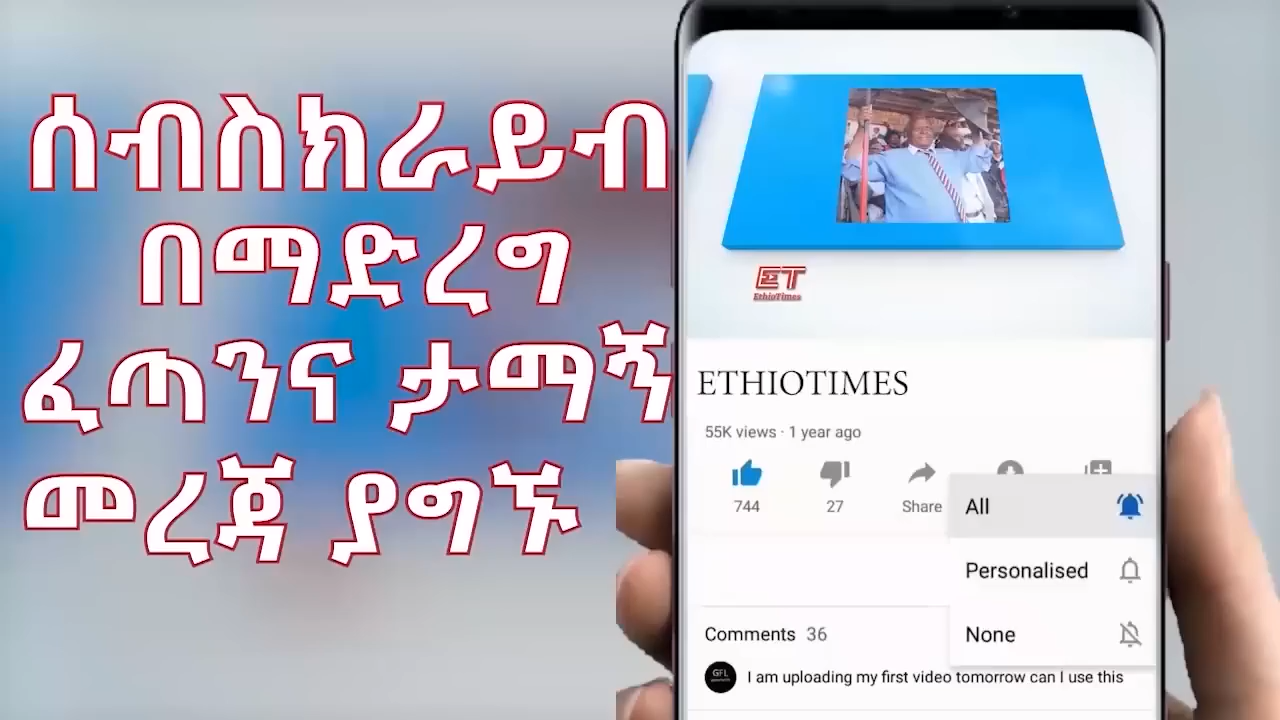 ሰብስክራይብ
በማድረግ
ፈጣንና ታማኝ
መረጃ ያግኙ
ET
EthioTimes
ETHIOTIMES
55K views · 1 year ago
744
27
Share
All
Personalised
None
Comments 36
GFL
I am uploading my first video tomorrow can I use this